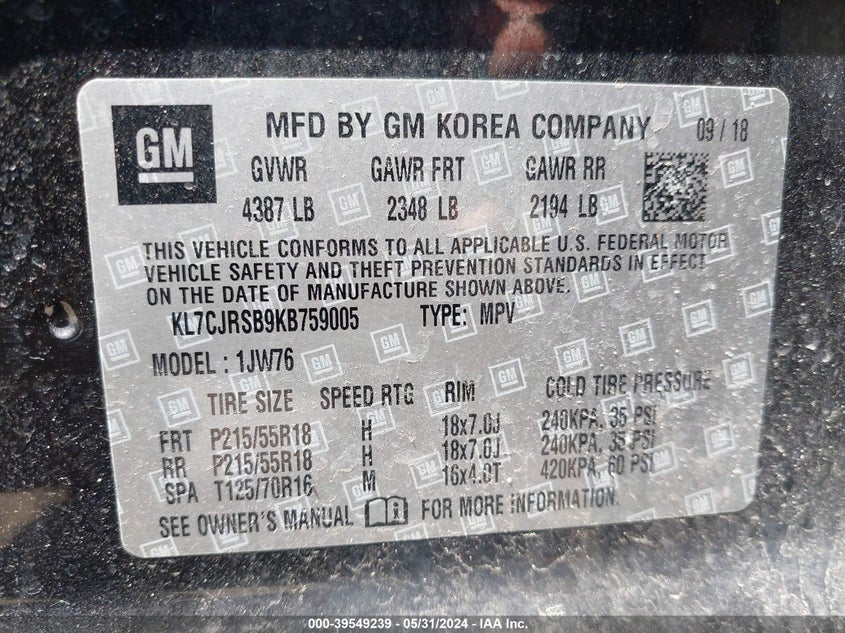 GM MFD BY GM KOREA COMPANY 09 / 18
GVWR GAWR FRT GAWR RR
4387 LB 2348 LB 2194 LB
THIS VEHICLE CONFORMS TO ALL APPLICABLE U.S. FEDERAL MOTOR
VEHICLE SAFETY AND THEFT PREVENTION STANDARDS IN EFFECT
ON THE DATE OF MANUFACTURE SHOWN ABOVE.
KL7CJRSB9KB759005 TYPE: MPV
MODEL : 1JW76
TIRE SIZE SPEED RTG RIM COLD TIRE PRESSURE
FRT P215/55R18 H 18x7.0J 240KPA, 35 PSI
RR P215/55R18 H 18x7.0J 240KPA, 35 PSI
SPA T125/70R16 M 16x4.0T 420KPA, 60 PSI
SEE OWNER'S MANUAL FOR MORE INFORMATION.
000-39549239 - 05/31/2024 - IAA Inc.